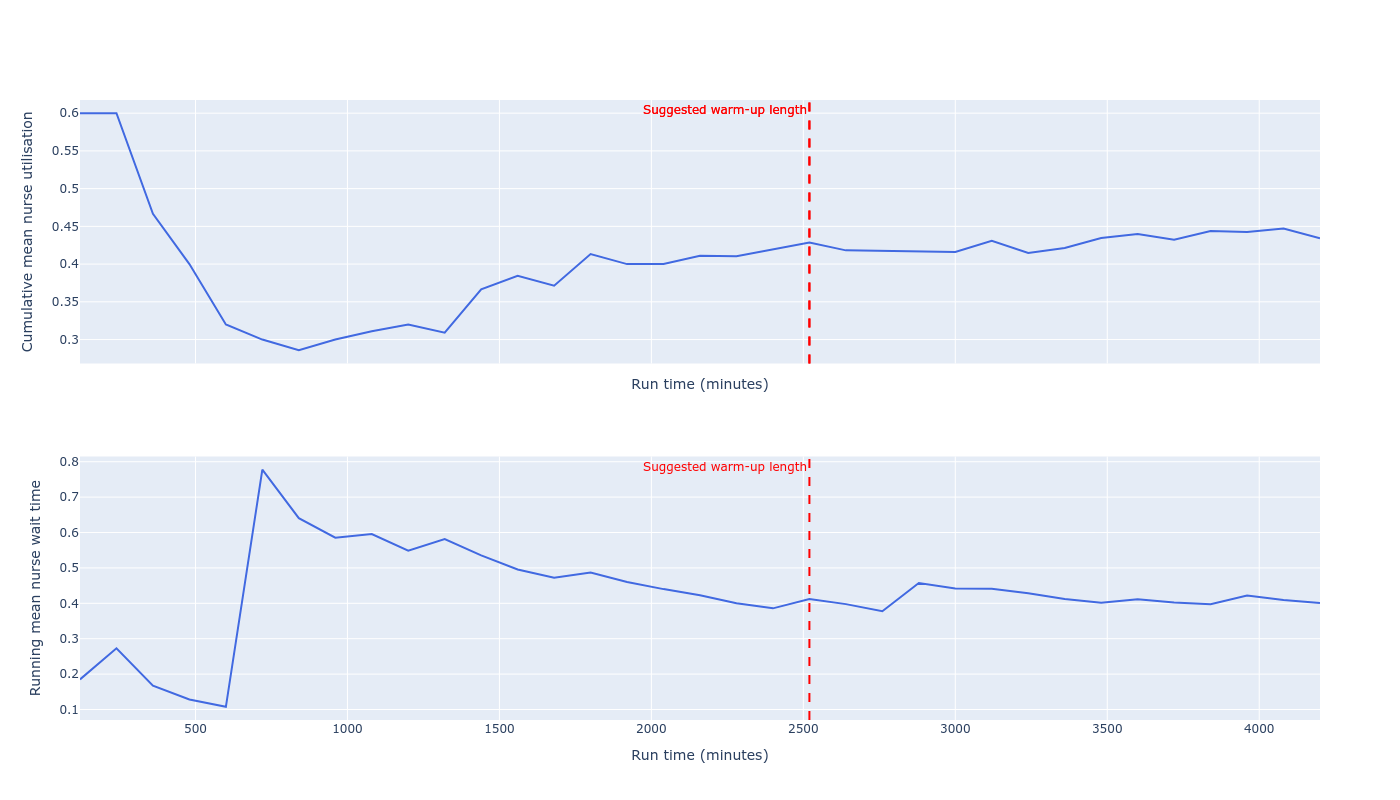 Suggested warm-up length
0.6
0.55
0.5
0.45
0.4
0.35
0.3
Cumulative mean nurse utilisation
Run time (minutes)
Suggested warm-up length
0.8
0.7
0.6
0.5
0.4
0.3
0.2
0.1
Running mean nurse wait time
500 1000 1500 2000 2500 3000 3500 4000
Run time (minutes)